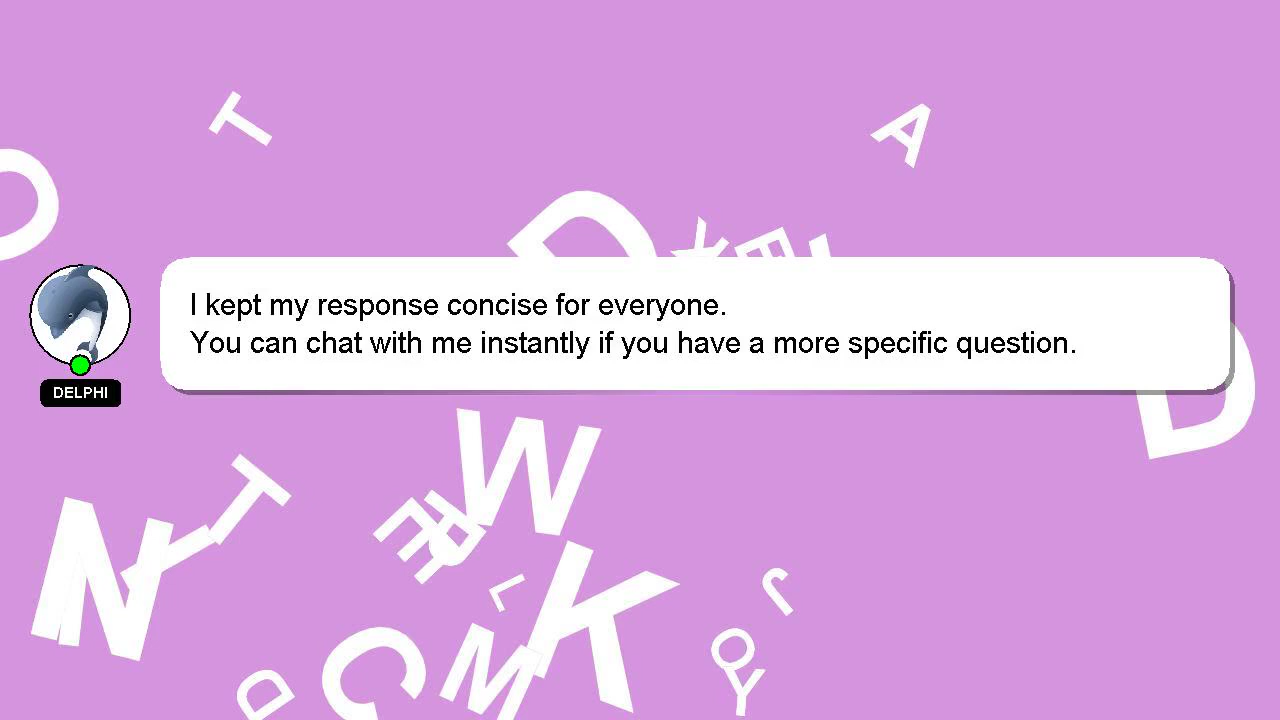 I kept my response concise for everyone.
You can chat with me instantly if you have a more specific question.
DELPHI
T
A
O
D
K
E
D
W
T
N
Y
E
R
L
K
J
M
C
D
O
Y